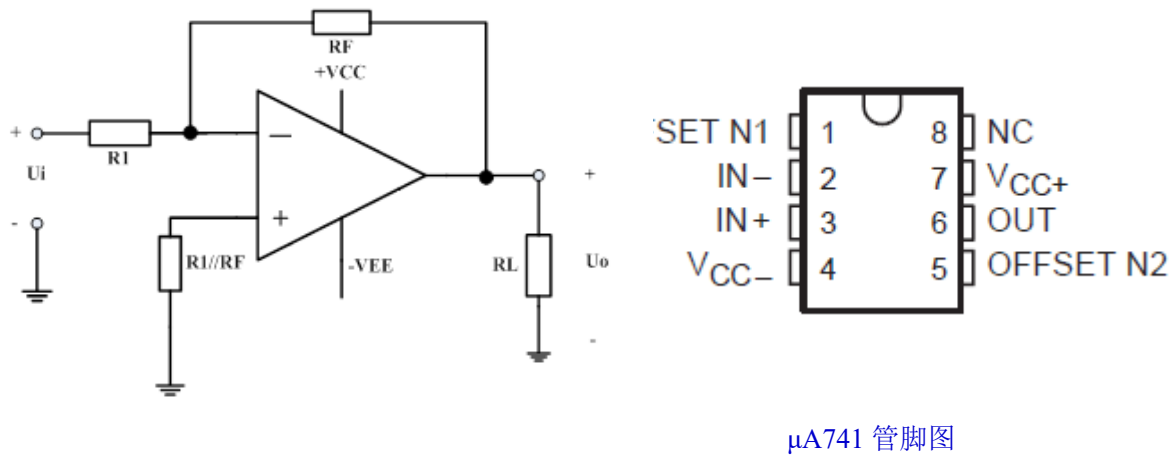 RF
+VCC
+
R1
−
Ui
-
+
R1//RF
-VEE
RL
+
Uo
-
SET N1 1 8 NC
IN− 2 7 VCC+
IN+ 3 6 OUT
VCC− 4 5 OFFSET N2
μA741 管脚图